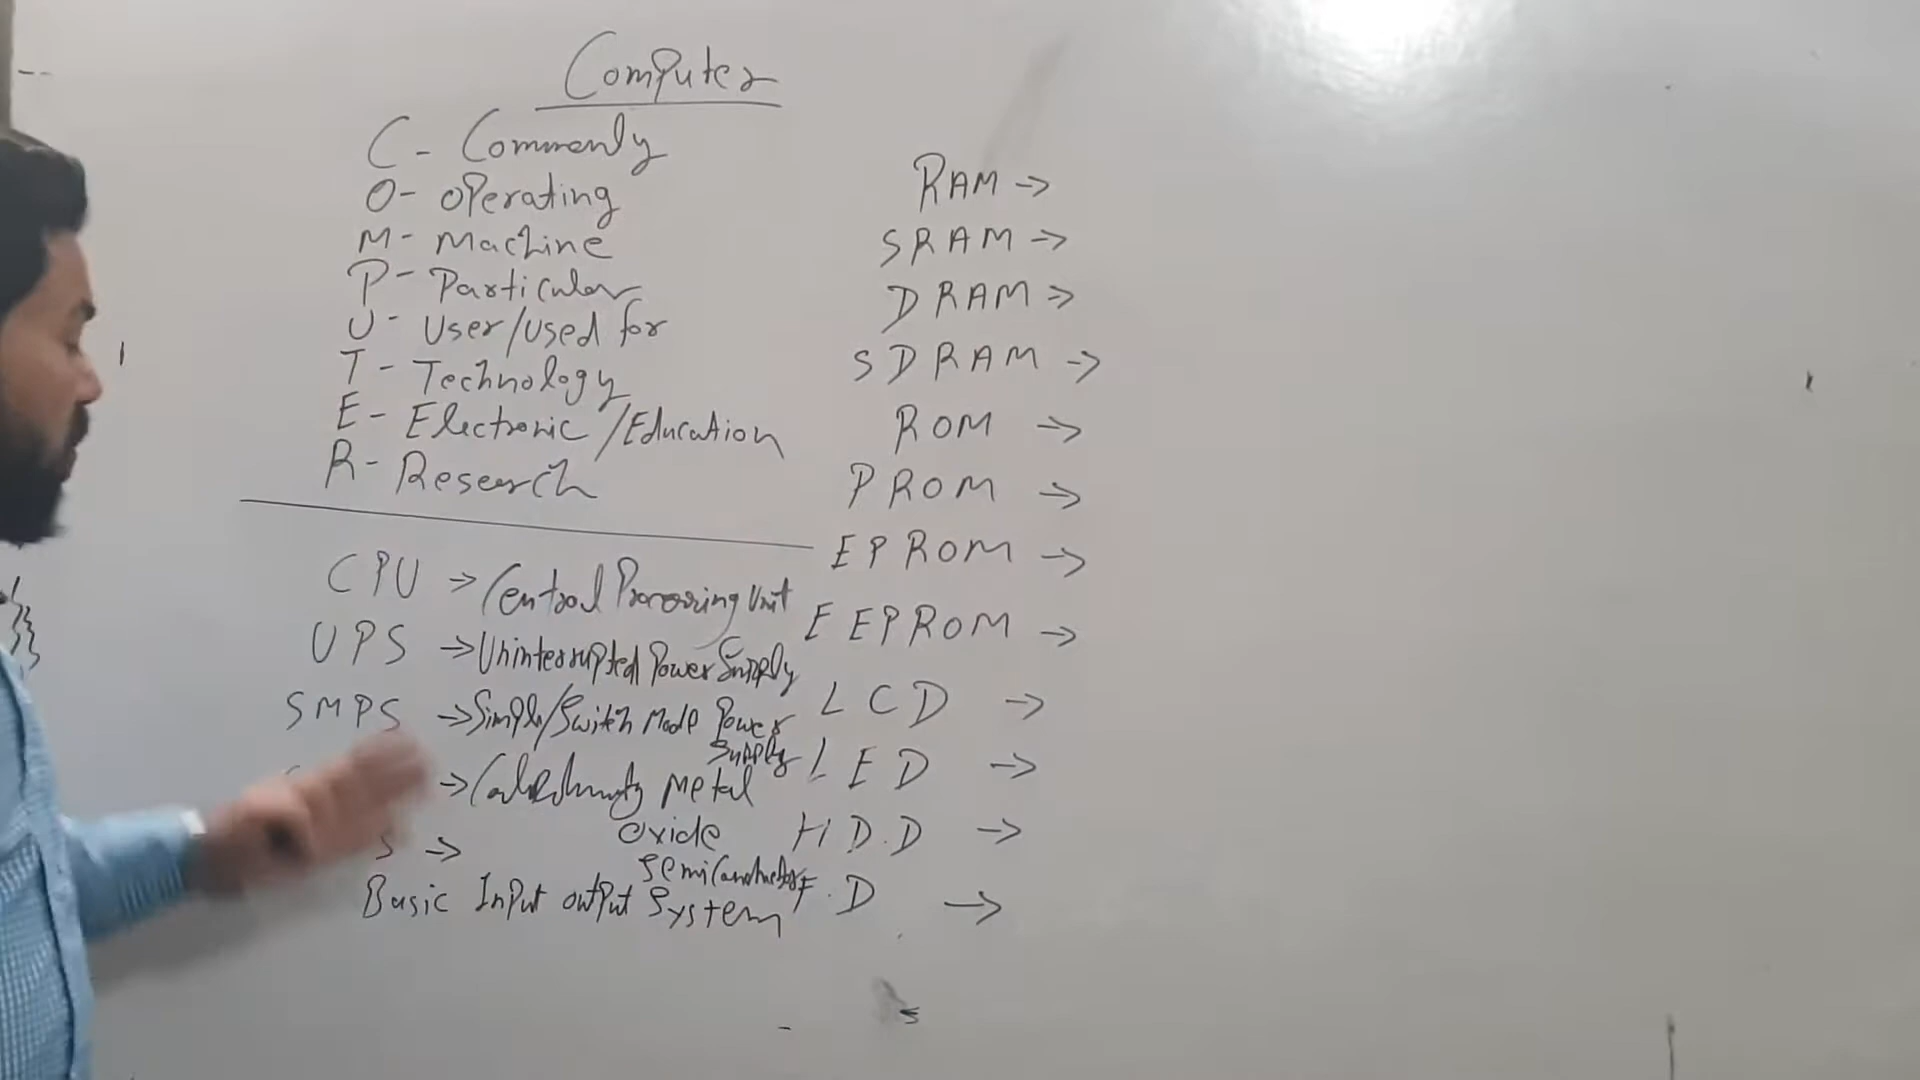 Computer
C - Commonly
O - Operating
M - Machine
P - Particular
U - User/Used for
T - Technology
E - Electronic/Education
R - Research
CPU → Central Processing Unit
UPS → Uninterrupted Power Supply
SMPS → Simple/Switch Mode Power
Supply
→ Metal
Oxide
Semiconductor
S →
Basic Input Output System
RAM →
SRAM →
DRAM →
SDRAM →
ROM →
PROM →
EPROM →
EEPROM →
LCD →
LED →
H D.D →
F.D →